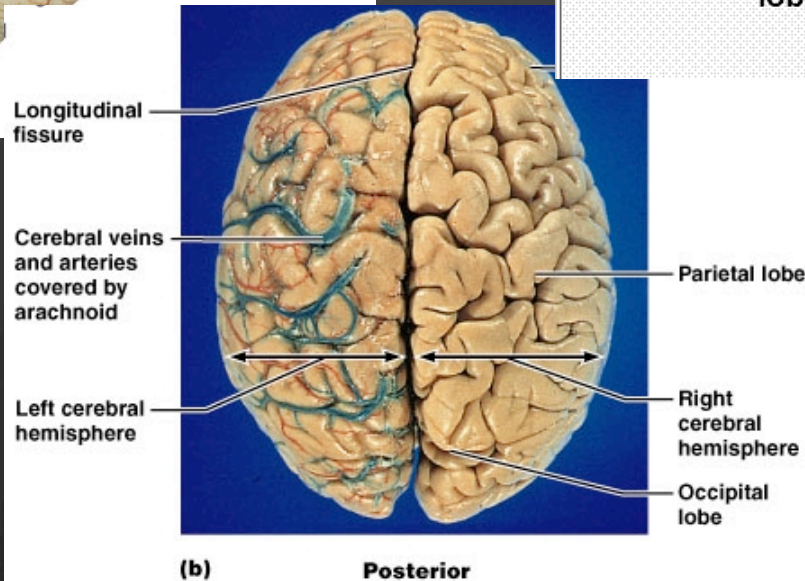 Longitudinal
fissure
Cerebral veins
and arteries
covered by
arachnoid
Left cerebral
hemisphere
Parietal lobe
Right
cerebral
hemisphere
Occipital
lobe
(b)
Posterior